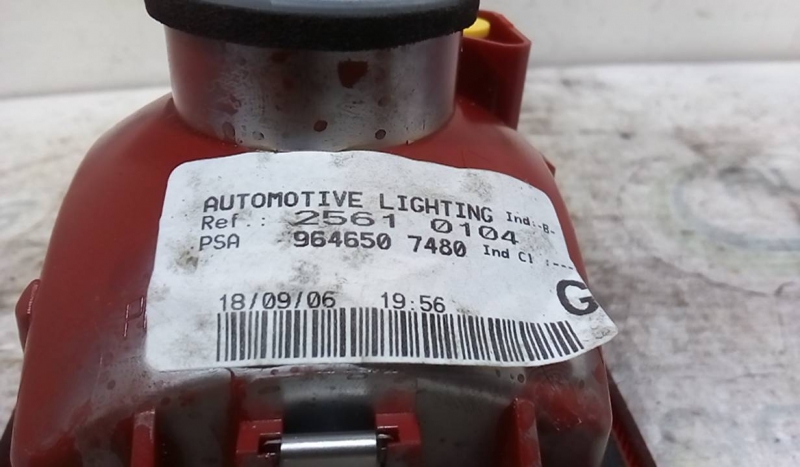 AUTOMOTIVE LIGHTING Ind:-B-
Ref.: 2561 0104
PSA 964650 7480 Ind Cl :---
18/09/06 19:56 G